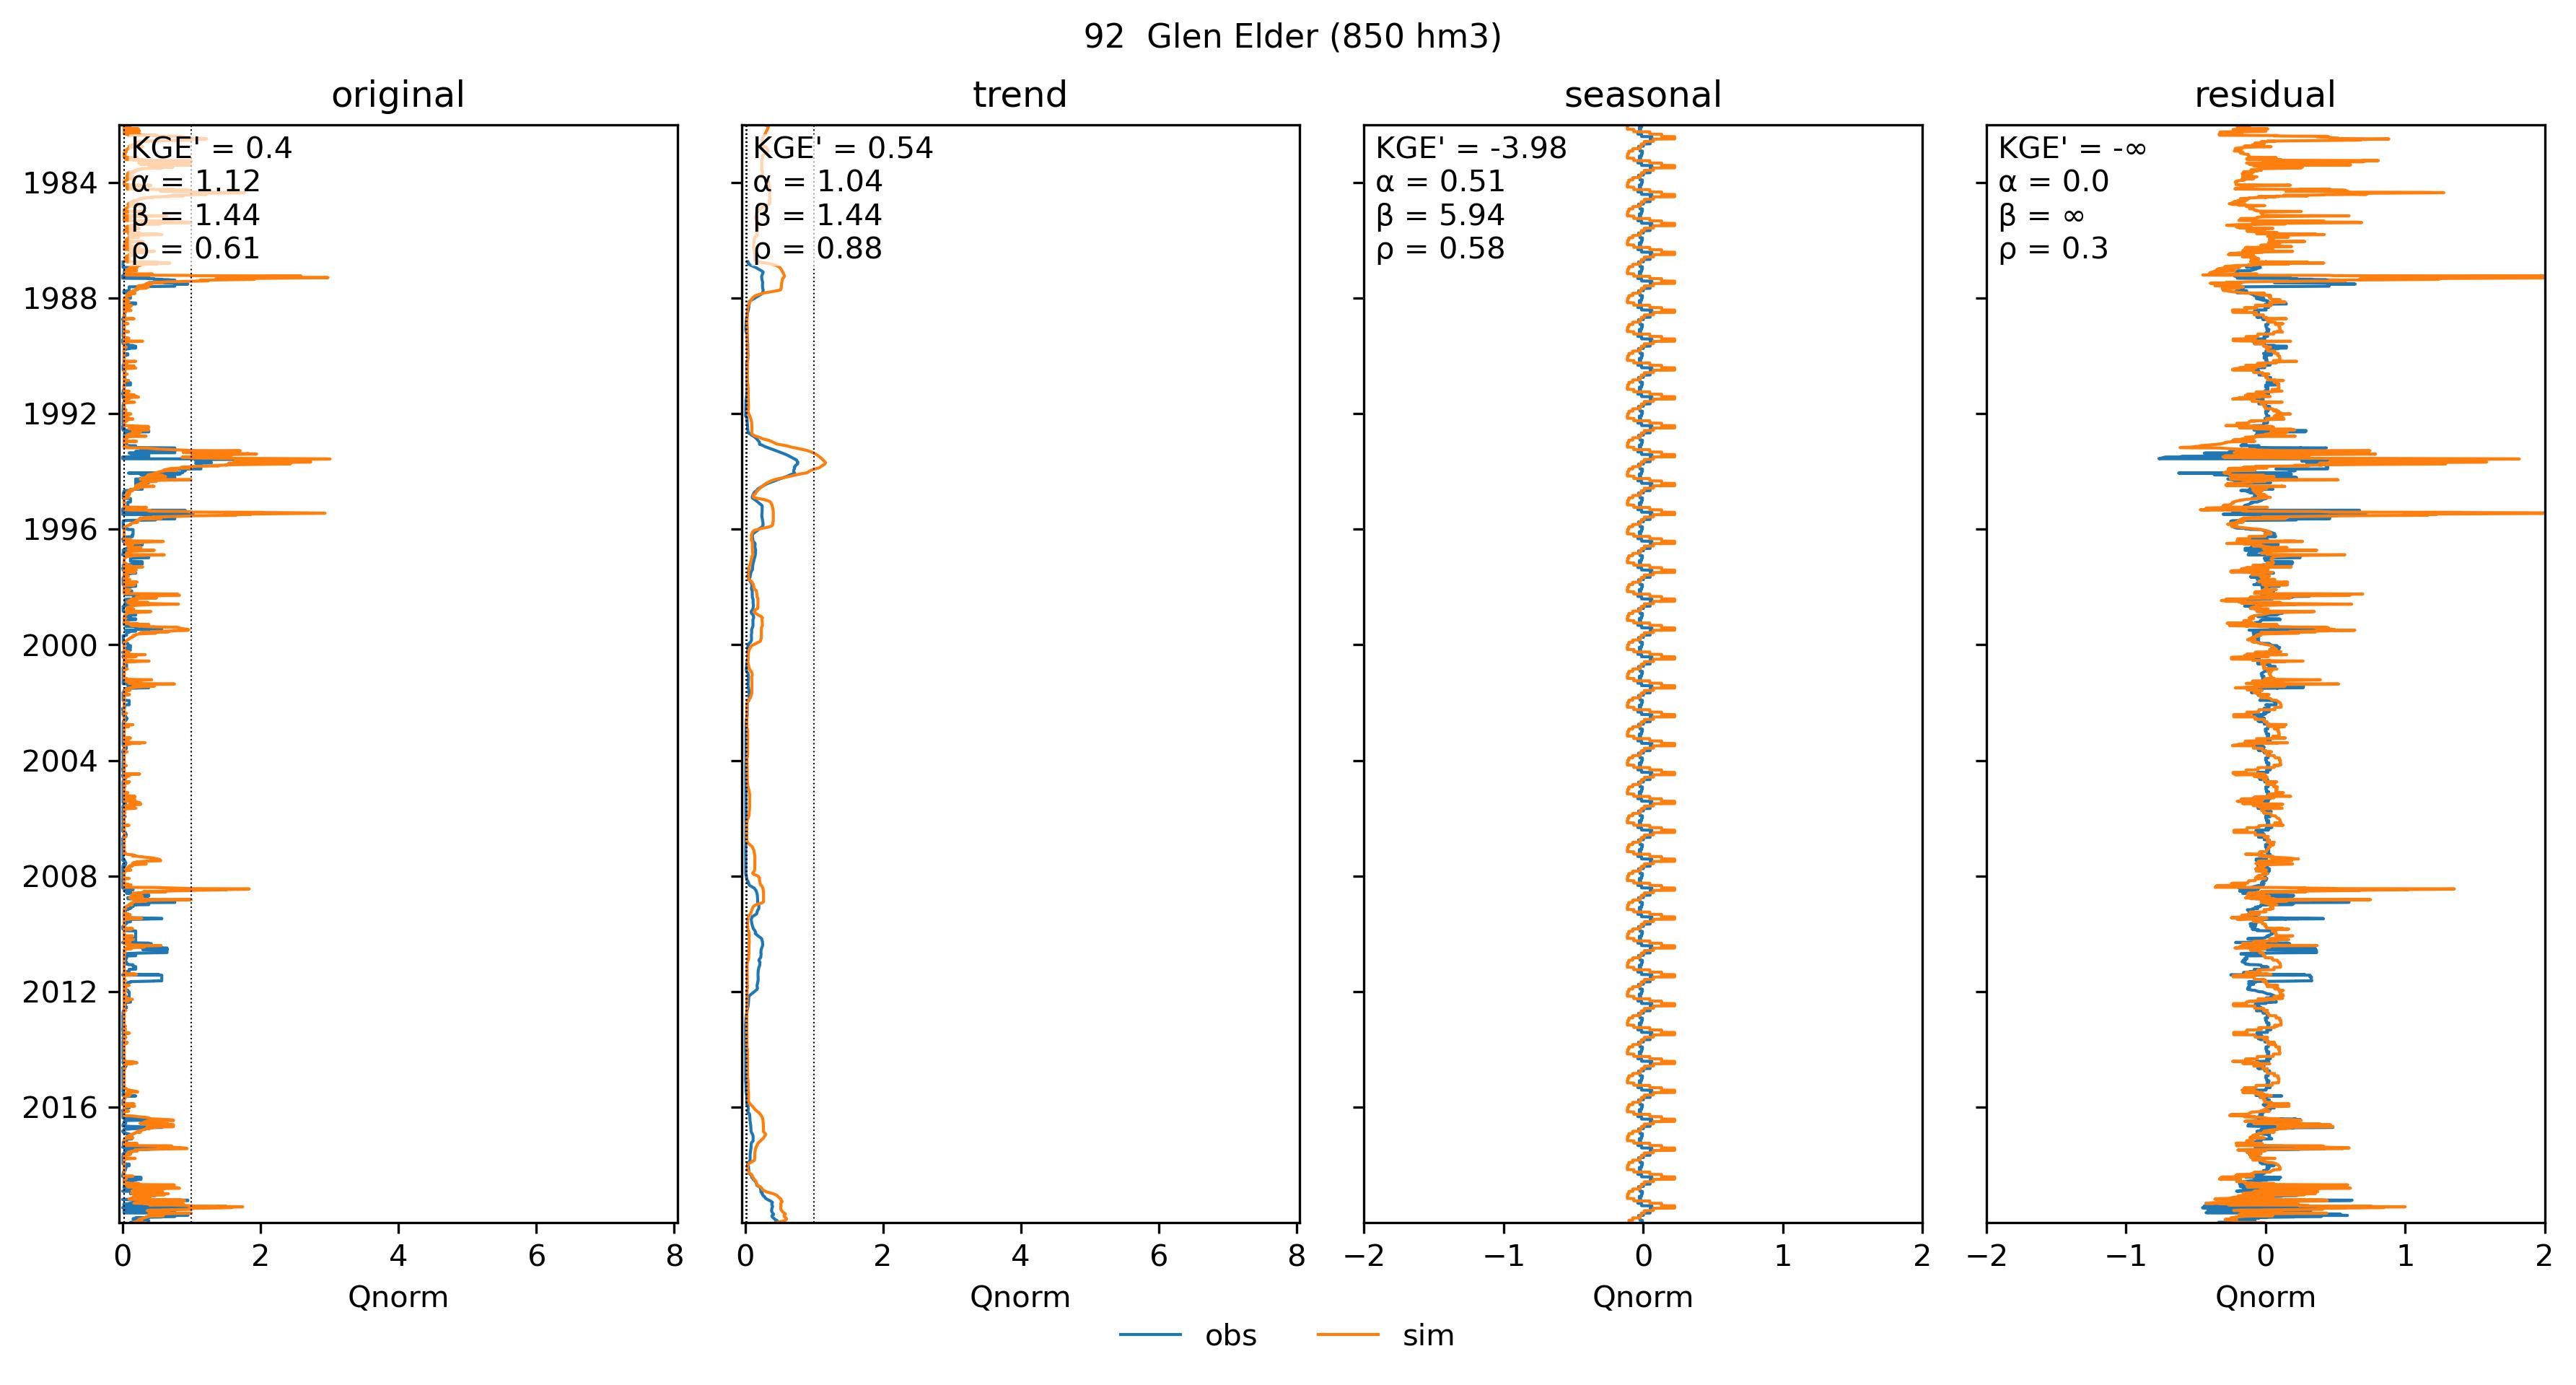 92  Glen Elder (850 hm3)
original
trend
seasonal
residual
KGE' = 0.4
α = 1.12
β = 1.44
ρ = 0.61
KGE' = 0.54
α = 1.04
β = 1.44
ρ = 0.88
KGE' = -3.98
α = 0.51
β = 5.94
ρ = 0.58
KGE' = -∞
α = 0.0
β = ∞
ρ = 0.3
1984
1988
1992
1996
2000
2004
2008
2012
2016
0 2 4 6 8
0 2 4 6 8
−2 −1 0 1 2
−2 −1 0 1 2
Qnorm
Qnorm
Qnorm
Qnorm
obs
sim